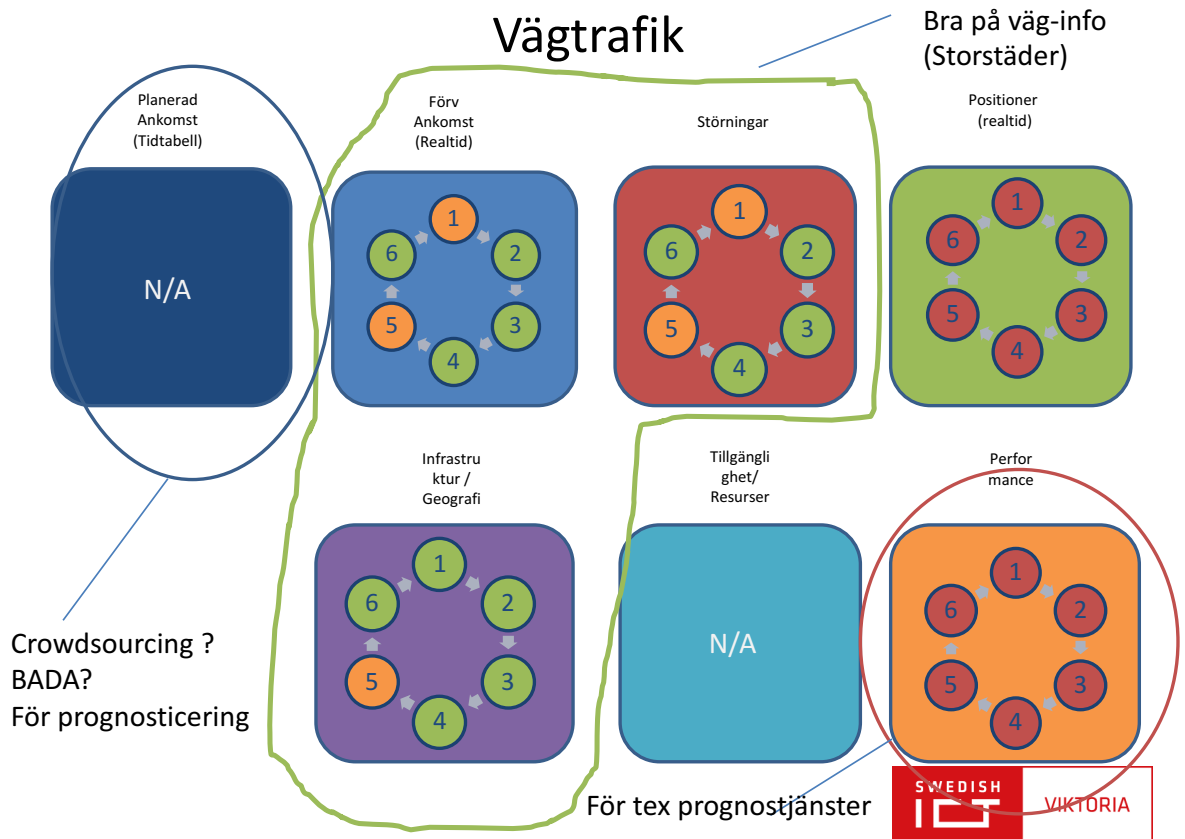 Vägtrafik
Bra på väg-info
(Storstäder)
Planerad
Ankomst
(Tidtabell)
N/A
Förv
Ankomst
(Realtid)
1
2
3
4
5
6
Störningar
1
2
3
4
5
6
Positioner
(realtid)
1
2
3
4
5
6
Infrastru
ktur /
Geografi
1
2
3
4
5
6
Tillgängli
ghet/
Resurser
N/A
Perfor
mance
1
2
3
4
5
6
Crowdsourcing ?
BADA?
För prognosticering
För tex prognostjänster
SWEDISH
ICT
VIKTORIA